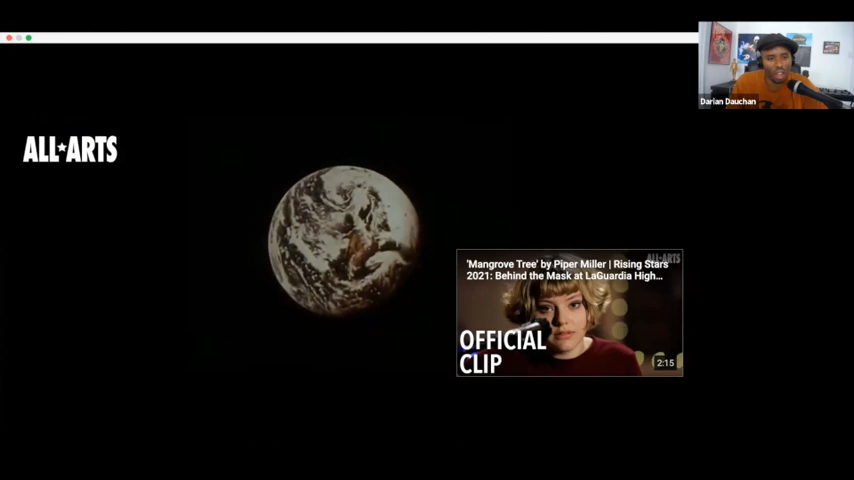 Darian Dauchan
ALL★ARTS
ALL★ARTS
'Mangrove Tree' by Piper Miller | Rising Stars
2021: Behind the Mask at LaGuardia High...
OFFICIAL
CLIP
2:15